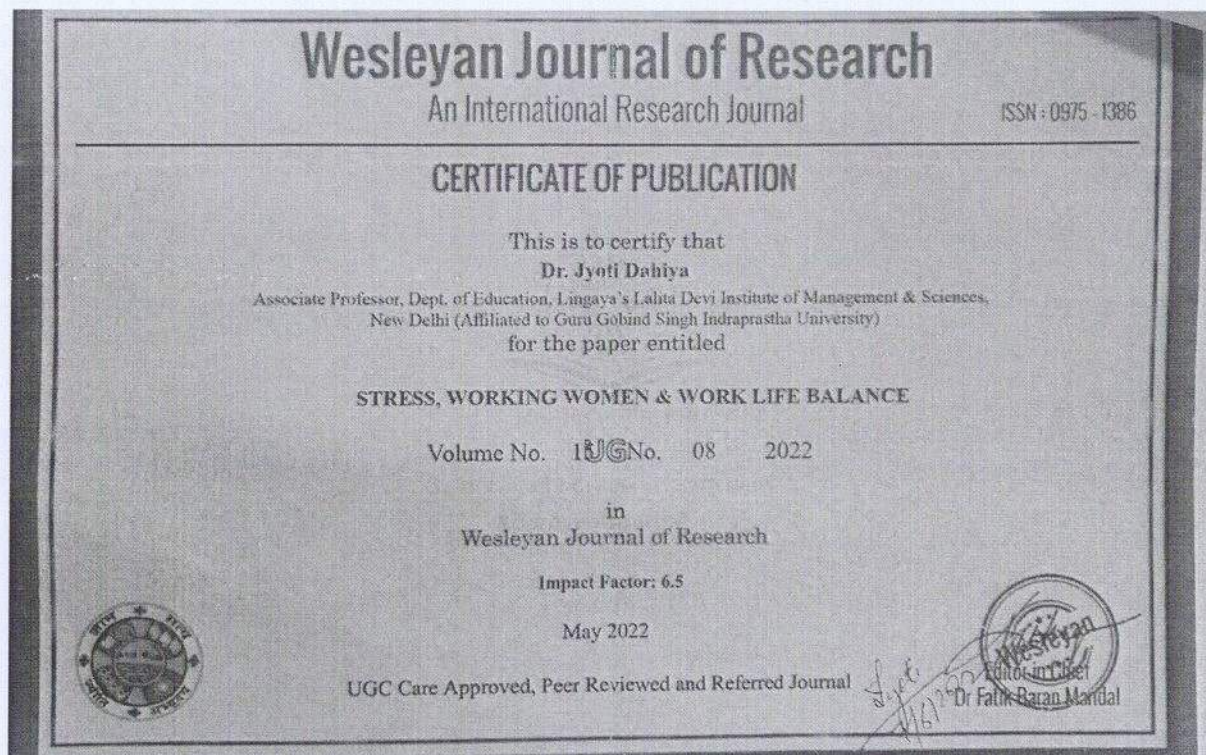 Wesleyan Journal of Research
An International Research Journal
ISSN : 0975 - 1386
CERTIFICATE OF PUBLICATION
This is to certify that
Dr. Jyoti Dahiya
Associate Professor, Dept. of Education, Lingaya's Lalita Devi Institute of Management & Sciences,
New Delhi (Affiliated to Guru Gobind Singh Indraprastha University)
for the paper entitled
STRESS, WORKING WOMEN & WORK LIFE BALANCE
Volume No. No. 08 2022
in
Wesleyan Journal of Research
Impact Factor: 6.5
May 2022
UGC Care Approved, Peer Reviewed and Referred Journal
Jyoti
Wesleyan
Editor in Chief
Dr Fatik Baran Mandal